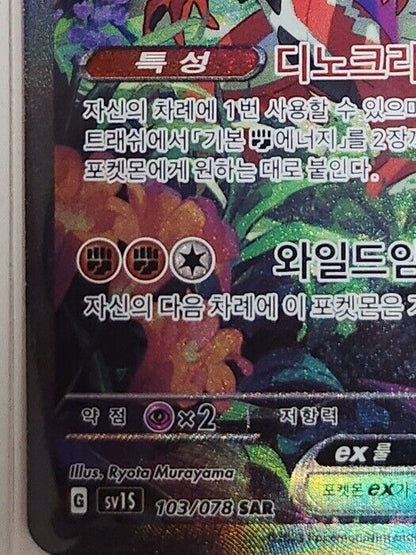 특성 디노크라
자신의 차례에 1번 사용할 수 있으며
트래쉬에서 「기본 에너지」를 2장까
포켓몬에게 원하는 대로 붙인다.
와일드임
자신의 다음 차례에 이 포켓몬은
약점 ×2 저항력
ex 룰
Illus. Ryota Murayama
포켓몬 ex가
G sv1S 103/078 SAR